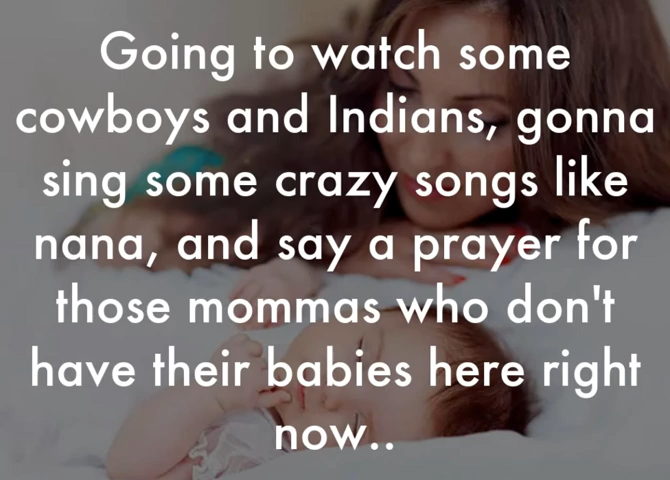 Going to watch some
cowboys and Indians, gonna
sing some crazy songs like
nana, and say a prayer for
those mommas who don't
have their babies here right
now..